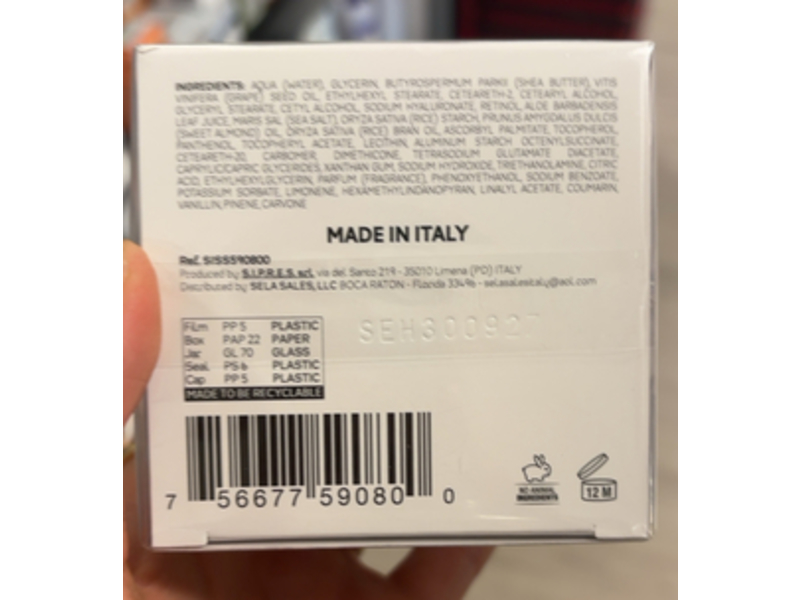 INGREDIENTS: AQUA (WATER), GLYCERIN, BUTYROSPERMUM PARKII (SHEA BUTTER), VITIS
VINIFERA (GRAPE) SEED OIL, ETHYLHEXYL STEARATE, CETEARETH-2, CETEARYL ALCOHOL,
GLYCERYL STEARATE, CETYL ALCOHOL, SODIUM HYALURONATE, RETINOL, ALOE BARBADENSIS
LEAF JUICE, MARIS SAL (SEA SALT), ORYZA SATIVA (RICE) STARCH, PRUNUS AMYGDALUS DULCIS
(SWEET ALMOND) OIL, ORYZA SATIVA (RICE) BRAN OIL, ASCORBYL PALMITATE, TOCOPHEROL,
PANTHENOL, TOCOPHERYL ACETATE, LECITHIN, ALUMINUM STARCH OCTENYLSUCCINATE,
CETEARETH-20, CARBOMER, DIMETHICONE, TETRASODIUM GLUTAMATE DIACETATE,
CAPRYLIC/CAPRIC GLYCERIDES, XANTHAN GUM, SODIUM HYDROXIDE, TRIETHANOLAMINE, CITRIC
ACID, ETHYLHEXYLGLYCERIN, PARFUM (FRAGRANCE), PHENOXYETHANOL, SODIUM BENZOATE,
POTASSIUM SORBATE, LIMONENE, HEXAMETHYLINDANOPYRAN, LINALYL ACETATE, COUMARIN,
VANILLIN, PINENE, CARVONE
MADE IN ITALY
Ref. SISS590800
Produced by S.I.P.R.E.S. srl, via del Santo 219 - 35010 Limena (PD) ITALY
Distributed by SELA SALES, LLC BOCA RATON - Florida 33496 - selasalesitaly@aol.com
Film PP 5 PLASTIC
Box PAP 22 PAPER
Jar GL 70 GLASS
Seal PS 6 PLASTIC
Cap PP 5 PLASTIC
MADE TO BE RECYCLABLE
SEH300927
7 56677 59080 0
NO ANIMAL
INGREDIENTS
12 M